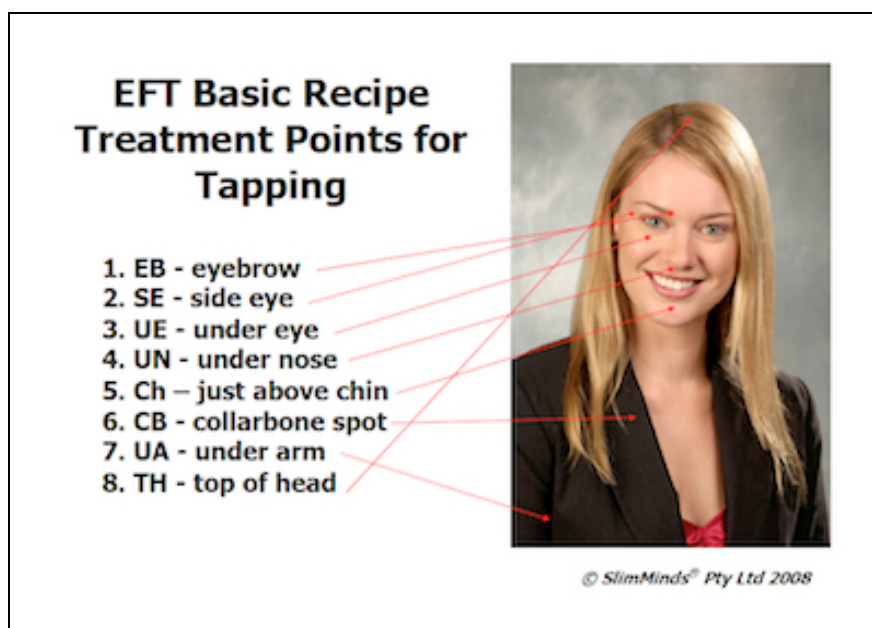 EFT Basic Recipe
Treatment Points for
Tapping
1. EB - eyebrow
2. SE - side eye
3. UE - under eye
4. UN - under nose
5. Ch – just above chin
6. CB - collarbone spot
7. UA - under arm
8. TH - top of head
© SlimMinds® Pty Ltd 2008